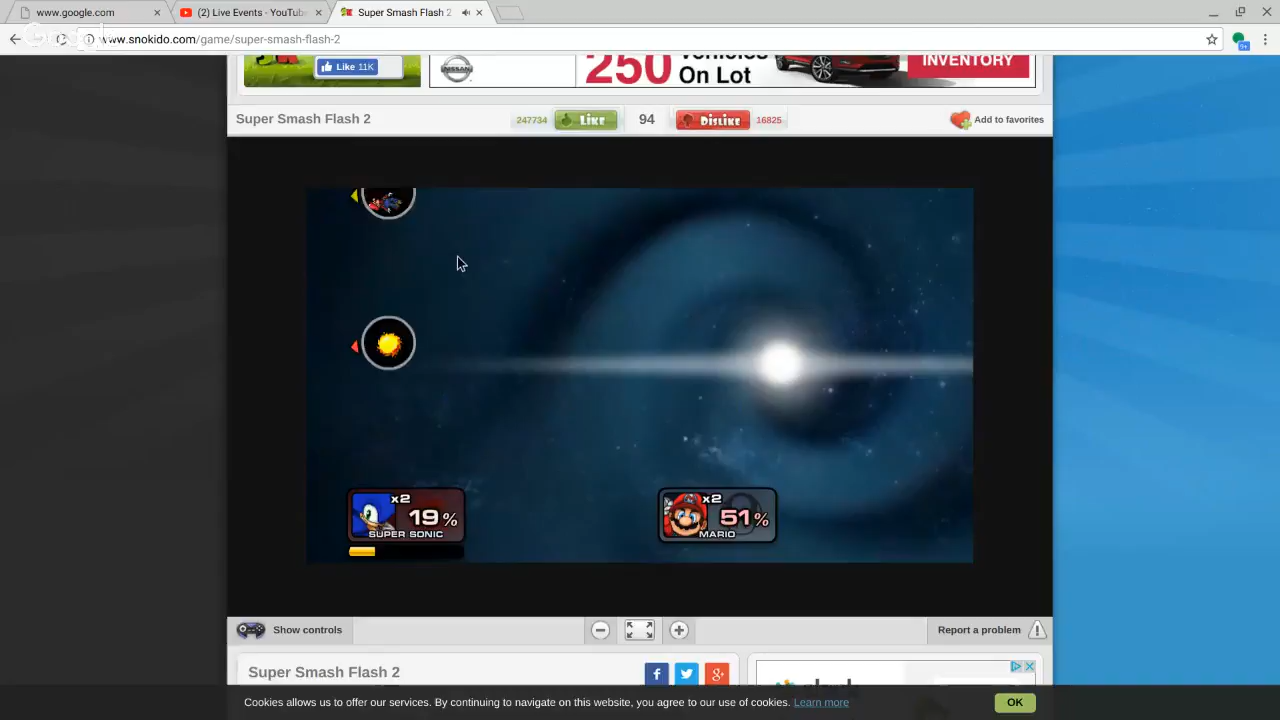 www.google.com
(2) Live Events - YouTube
Super Smash Flash 2
www.snokido.com/game/super-smash-flash-2
Like 11K
NISSAN
250 Vehicles
On Lot
INVENTORY
Super Smash Flash 2
247734
LIKE
94
DISLIKE
16825
Add to favorites
x2
19%
SUPER SONIC
x2
51%
MARIO
Show controls
Report a problem
Super Smash Flash 2
Cookies allows us to offer our services. By continuing to navigate on this website, you agree to our use of cookies. Learn more
OK